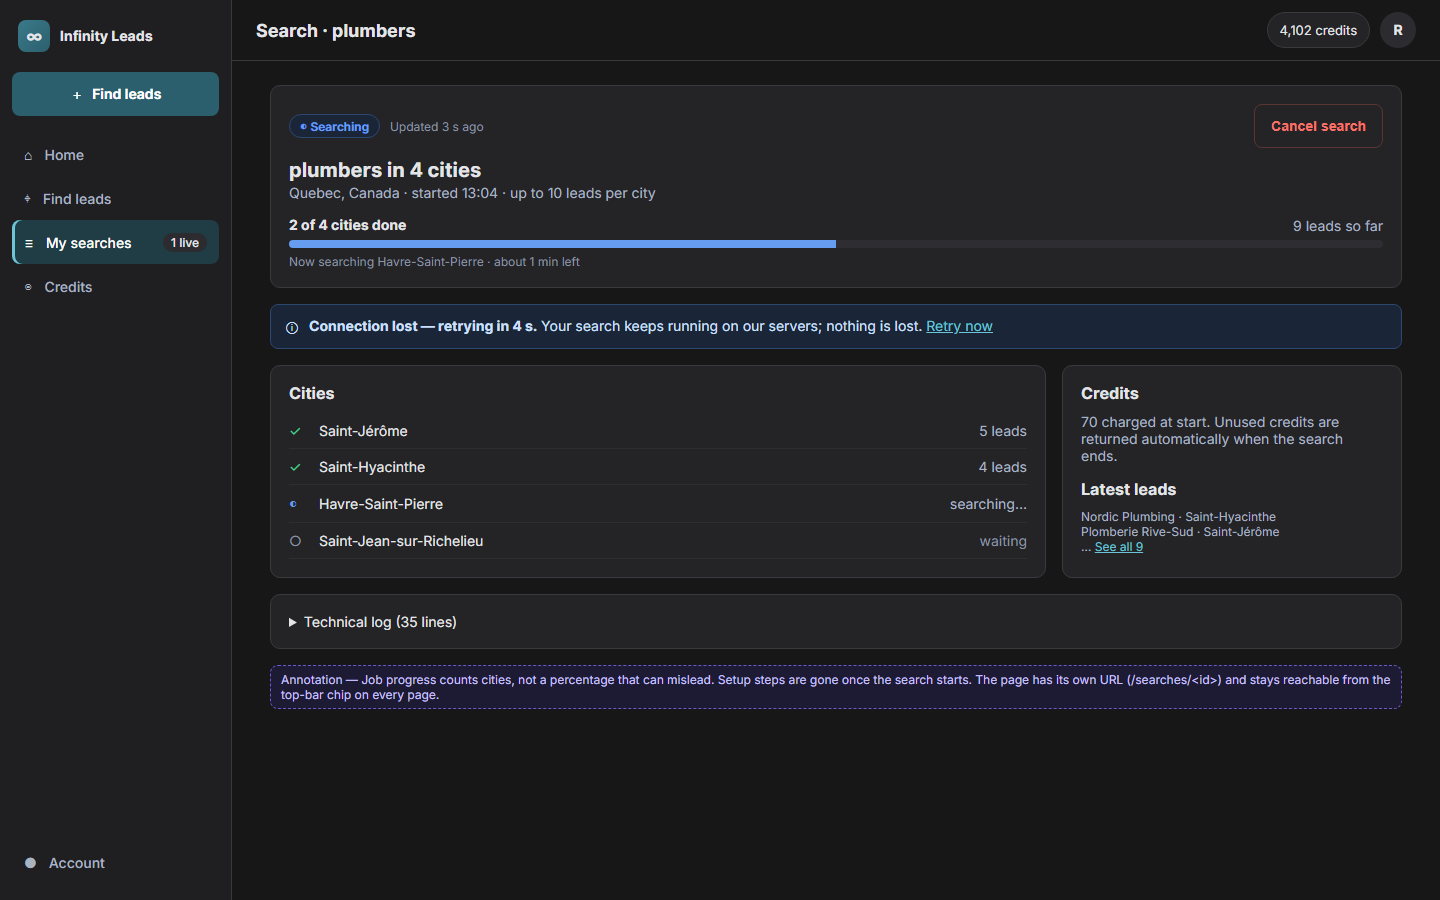 Infinity Leads
+ Find leads
Home
Find leads
My searches
1 live
Credits
Account
Search · plumbers
4,102 credits
R
Searching
Updated 3 s ago
Cancel search
plumbers in 4 cities
Quebec, Canada · started 13:04 · up to 10 leads per city
2 of 4 cities done
9 leads so far
Now searching Havre-Saint-Pierre · about 1 min left
Connection lost — retrying in 4 s. Your search keeps running on our servers; nothing is lost. Retry now
Cities
Saint-Jérôme
5 leads
Saint-Hyacinthe
4 leads
Havre-Saint-Pierre
searching…
Saint-Jean-sur-Richelieu
waiting
Credits
70 charged at start. Unused credits are
returned automatically when the search
ends.
Latest leads
Nordic Plumbing · Saint-Hyacinthe
Plomberie Rive-Sud · Saint-Jérôme
… See all 9
Technical log (35 lines)
Annotation — Job progress counts cities, not a percentage that can mislead. Setup steps are gone once the search starts. The page has its own URL (/searches/<id>) and stays reachable from the
top-bar chip on every page.